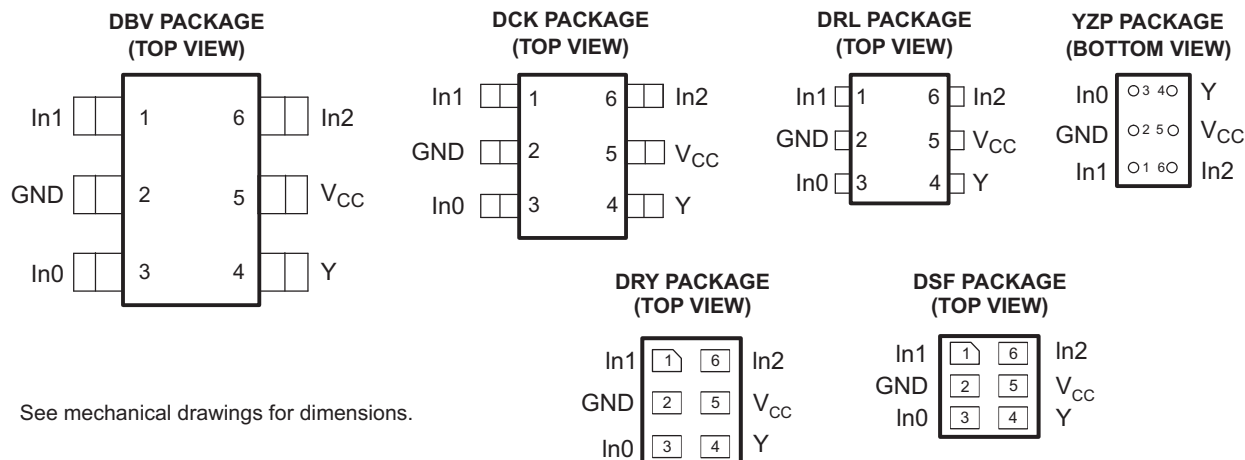 DBV PACKAGE
(TOP VIEW)
In1 1 6 In2
GND 2 5 VCC
In0 3 4 Y
DCK PACKAGE
(TOP VIEW)
In1 1 6 In2
GND 2 5 VCC
In0 3 4 Y
DRL PACKAGE
(TOP VIEW)
In1 1 6 In2
GND 2 5 VCC
In0 3 4 Y
YZP PACKAGE
(BOTTOM VIEW)
In0 3 4 Y
GND 2 5 VCC
In1 1 6 In2
DRY PACKAGE
(TOP VIEW)
In1 1 6 In2
GND 2 5 VCC
In0 3 4 Y
DSF PACKAGE
(TOP VIEW)
In1 1 6 In2
GND 2 5 VCC
In0 3 4 Y
See mechanical drawings for dimensions.